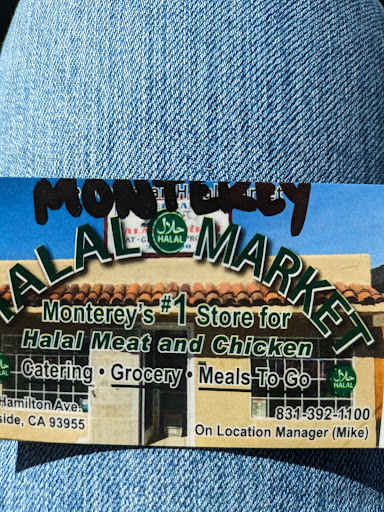 MONTEREY
حلال
HALAL
HALAL MARKET
Monterey's #1 Store for
Halal Meat and Chicken
Catering • Grocery • Meals To Go
HALAL
Hamilton Ave.
side, CA 93955
831-392-1100
On Location Manager (Mike)